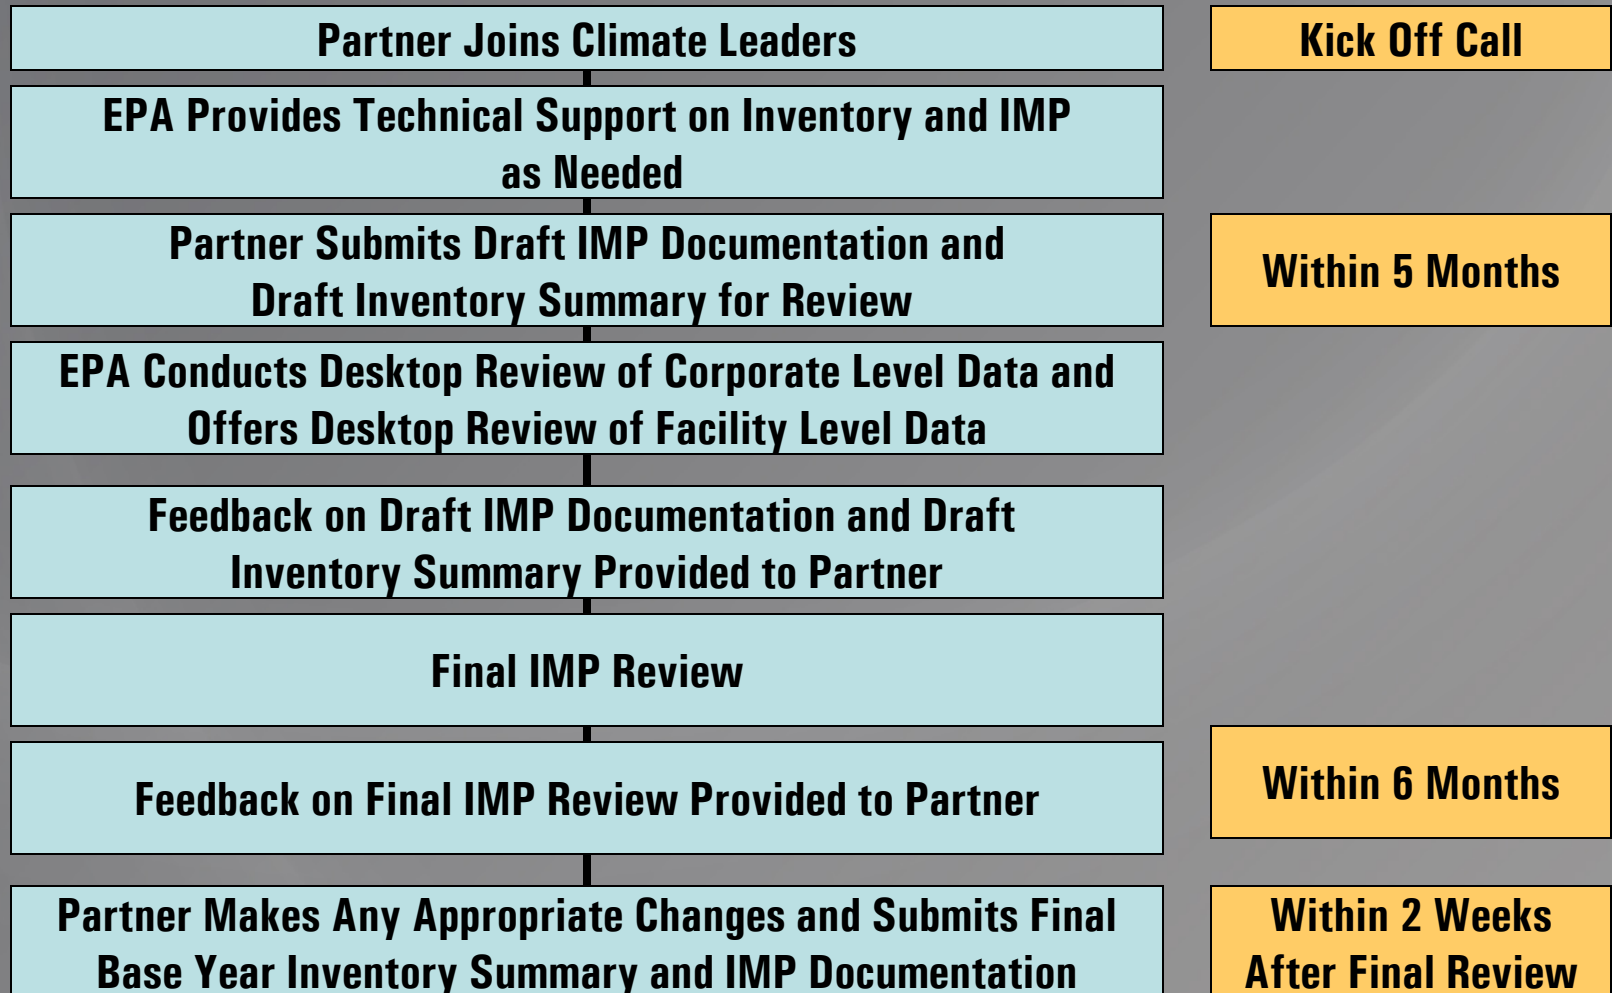 Partner Joins Climate Leaders
Kick Off Call
EPA Provides Technical Support on Inventory and IMP
as Needed
Partner Submits Draft IMP Documentation and
Draft Inventory Summary for Review
Within 5 Months
EPA Conducts Desktop Review of Corporate Level Data and
Offers Desktop Review of Facility Level Data
Feedback on Draft IMP Documentation and Draft
Inventory Summary Provided to Partner
Final IMP Review
Feedback on Final IMP Review Provided to Partner
Within 6 Months
Partner Makes Any Appropriate Changes and Submits Final
Base Year Inventory Summary and IMP Documentation
Within 2 Weeks
After Final Review